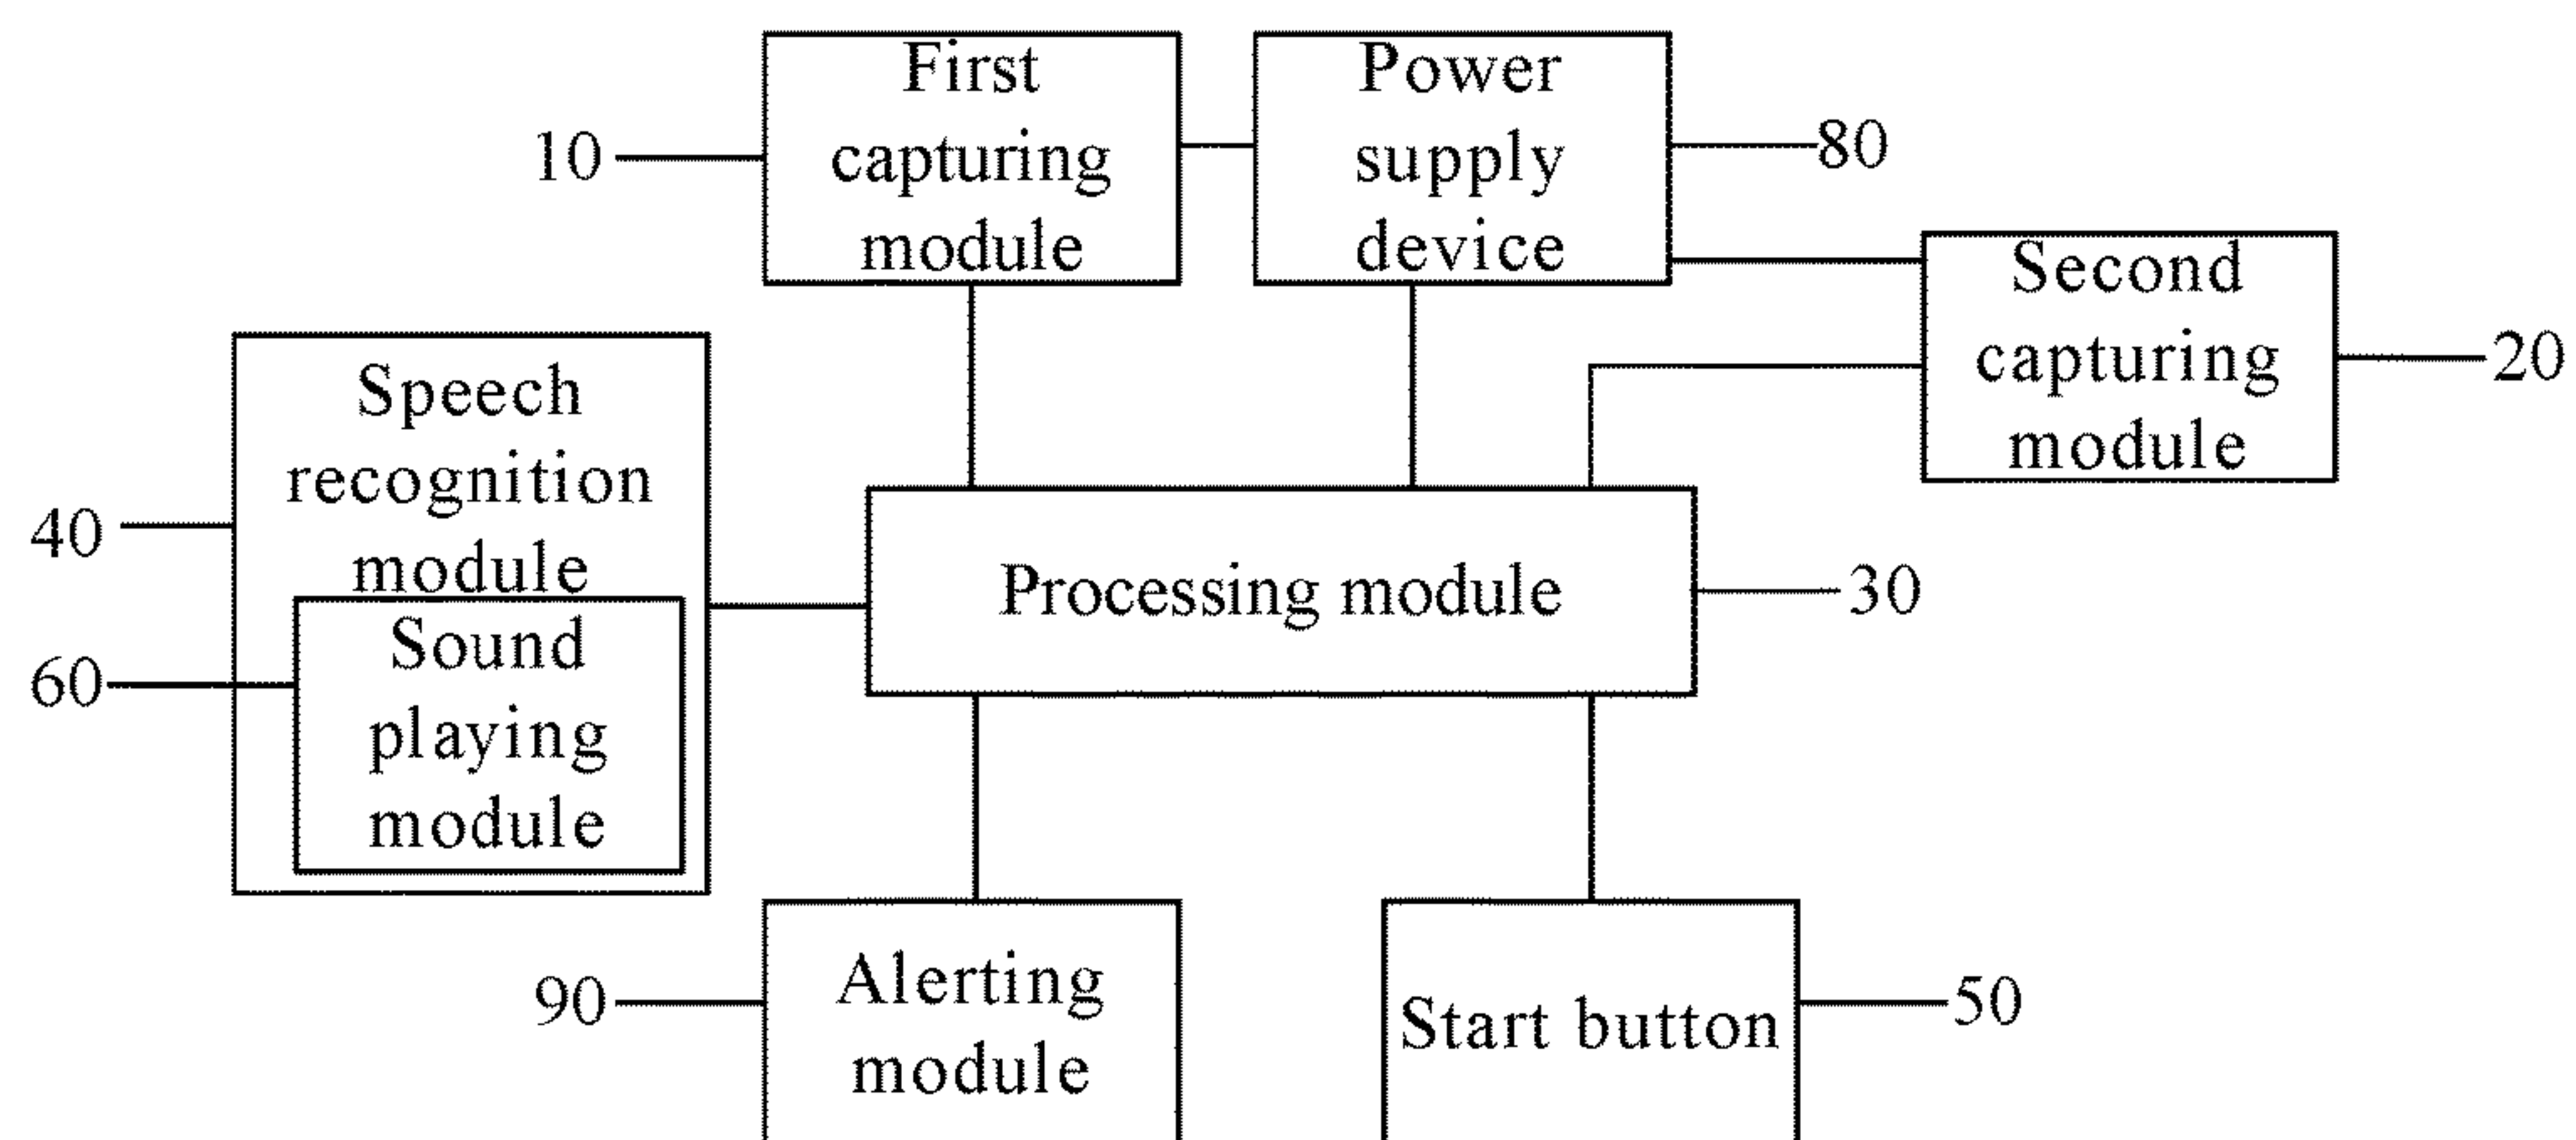 First
capturing
module
10
Power
supply
device
80
Second
capturing
module
20
Speech
recognition
module
40
Sound
playing
module
60
Processing module
30
Alerting
module
90
Start button
50